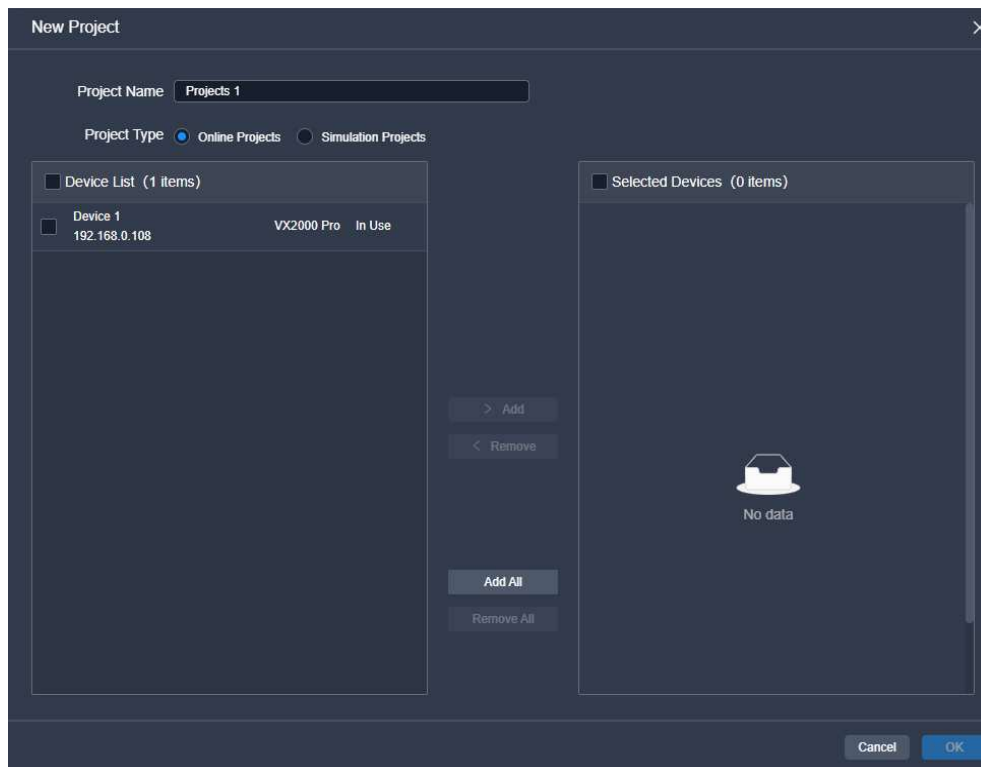 New Project
Project Name Projects 1
Project Type Online Projects Simulation Projects
Device List (1 items)
Selected Devices (0 items)
Device 1
192.168.0.108
VX2000 Pro In Use
> Add
< Remove
No data
Add All
Remove All
Cancel OK